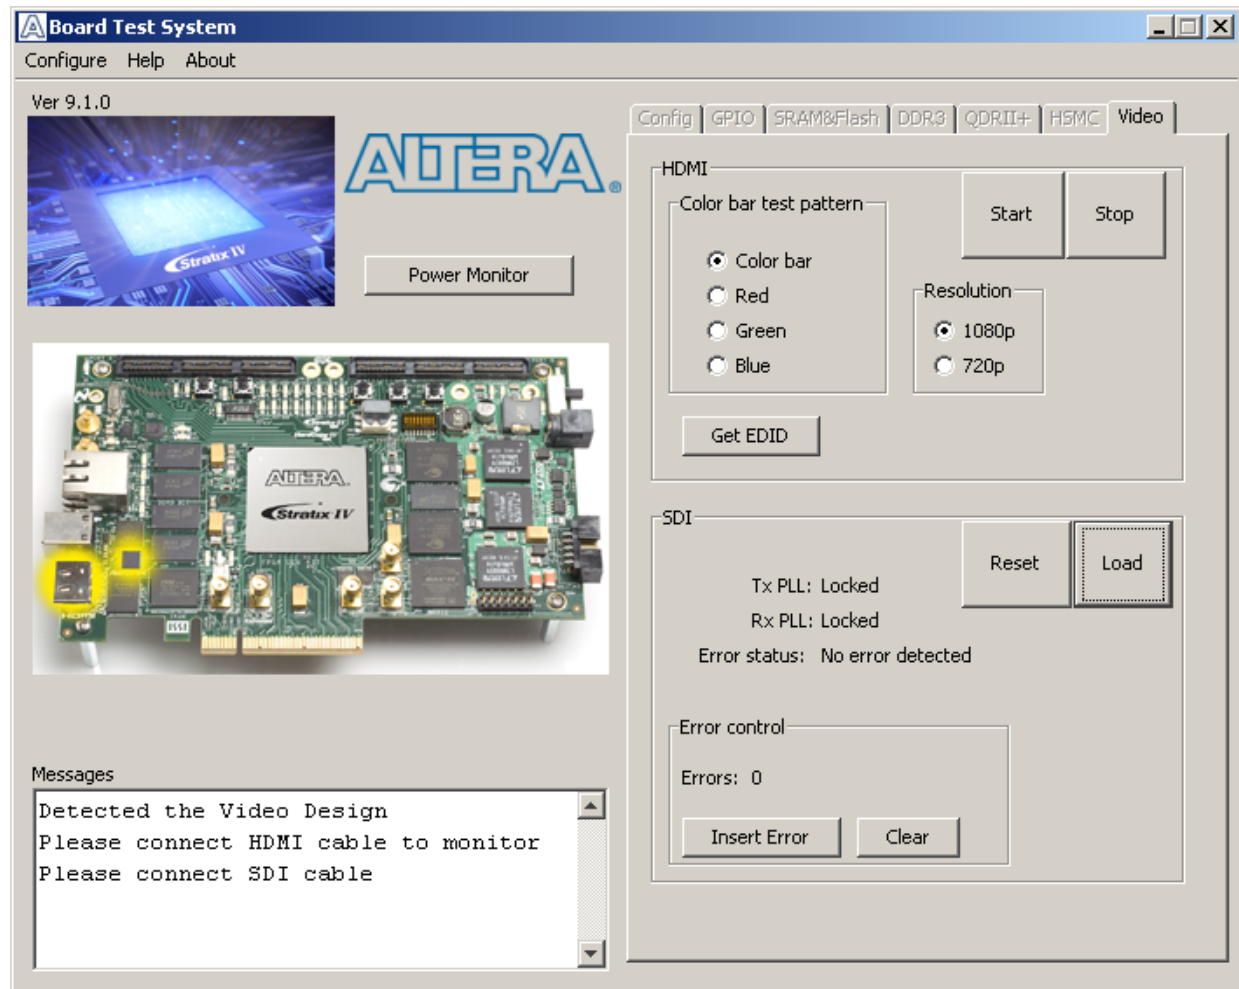 Board Test System
Configure Help About
Ver 9.1.0
Stratix IV
ALTERA®
Power Monitor
ALTERA.
Stratix IV
HDMI
Messages
Detected the Video Design
Please connect HDMI cable to monitor
Please connect SDI cable
Config GPIO SRAM&Flash DDR3 QDRII+ HSMC Video
HDMI
Color bar test pattern
Color bar
Red
Green
Blue
Start Stop
Resolution
1080p
720p
Get EDID
SDI
Reset Load
Tx PLL: Locked
Rx PLL: Locked
Error status: No error detected
Error control
Errors: 0
Insert Error Clear